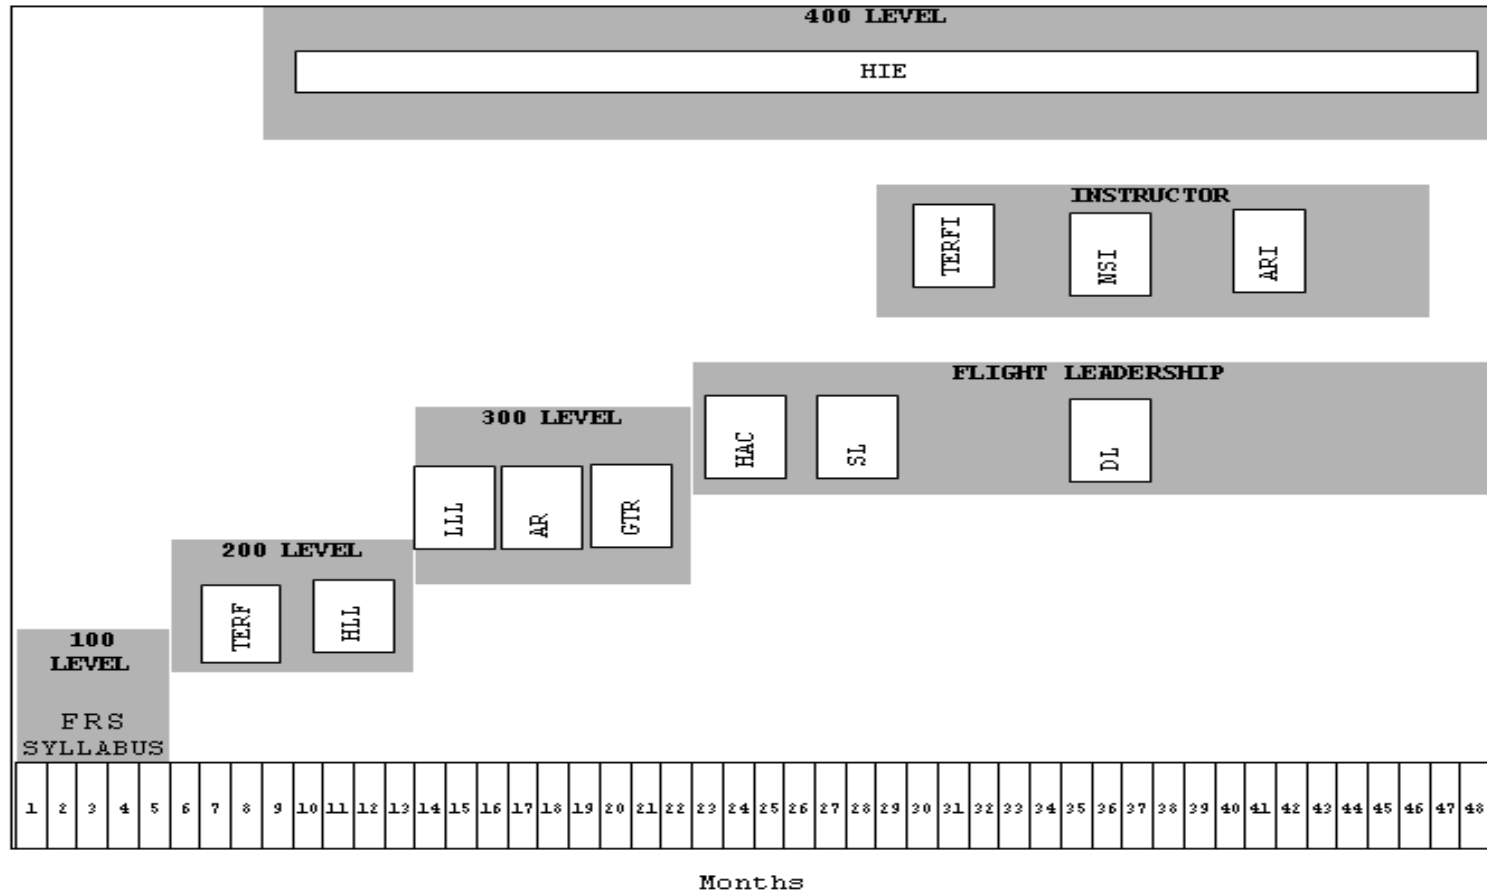 400 LEVEL
HIE
INSTRUCTOR
TERFI
NSI
ARI
FLIGHT LEADERSHIP
HAC
SL
DL
300 LEVEL
LLL
AR
GTR
200 LEVEL
TERF
HLL
100
LEVEL
FRS
SYLLABUS
1 2 3 4 5 6 7 8 9 10 11 12 13 14 15 16 17 18 19 20 21 22 23 24 25 26 27 28 29 30 31 32 33 34 35 36 37 38 39 40 41 42 43 44 45 46 47 48
Months